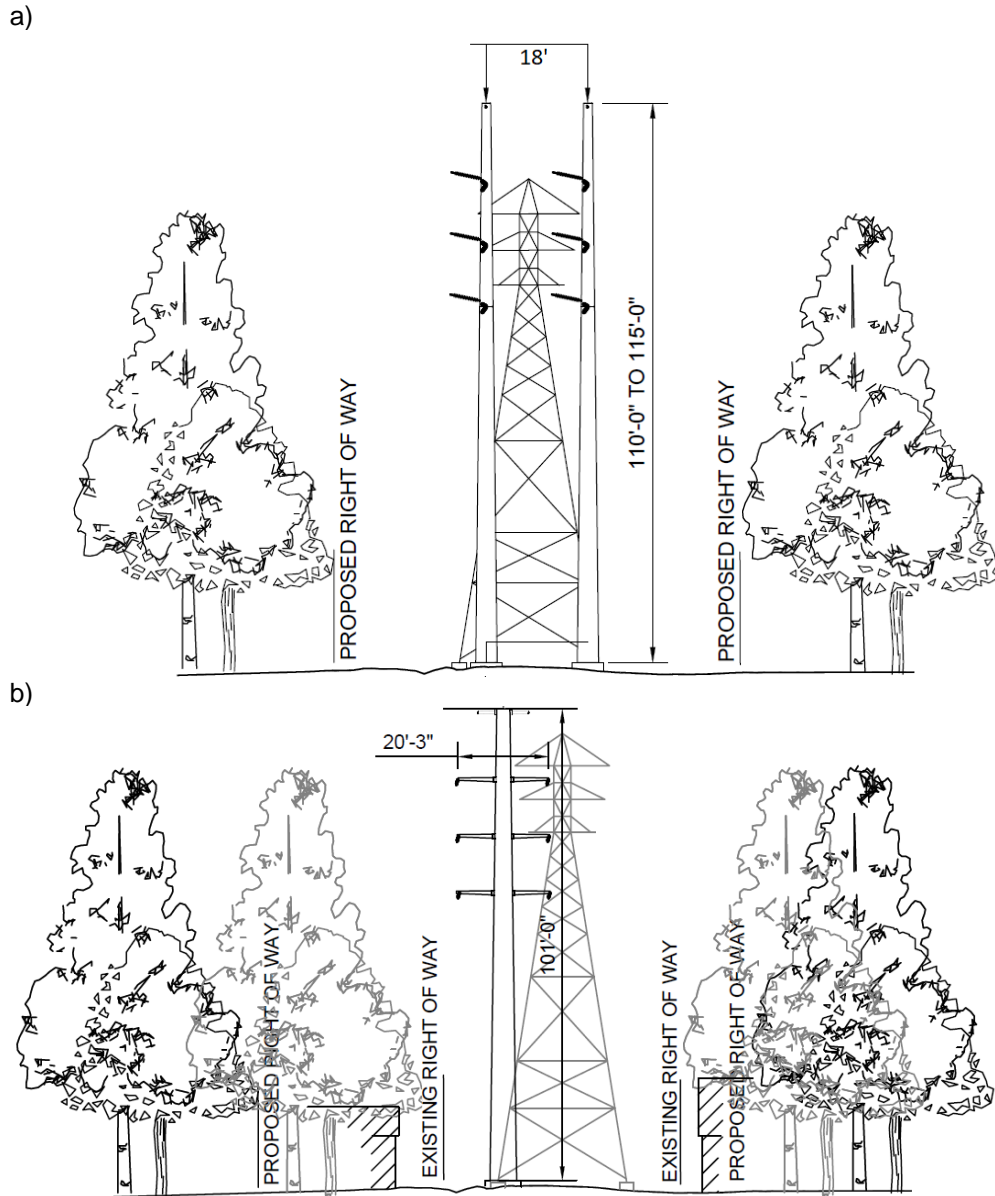 a)
18'
110'-0" TO 115'-0"
PROPOSED RIGHT OF WAY
PROPOSED RIGHT OF WAY
b)
20'-3"
101'-0"
PROPOSED RIGHT OF WAY
EXISTING RIGHT OF WAY
EXISTING RIGHT OF WAY
PROPOSED RIGHT OF WAY